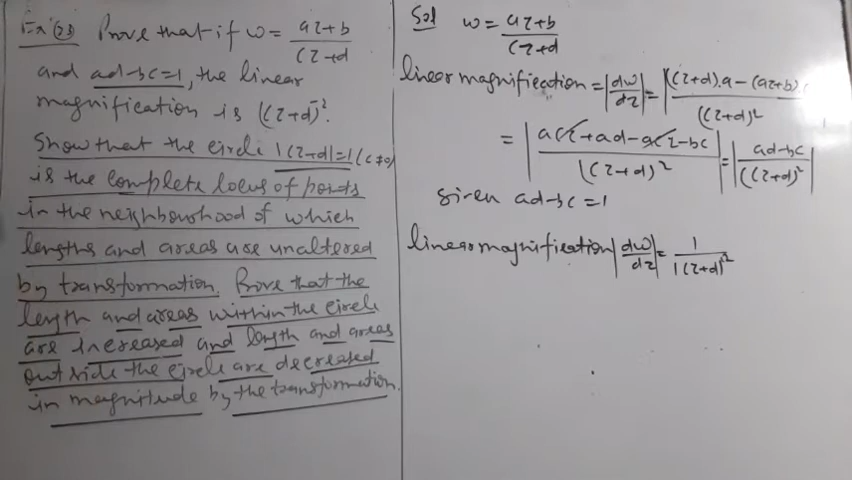 Ex(23) Prove that if w = az+b / cz+d
and ad-bc=1, the linear
magnification is |cz+d|⁻².
Show that the circle |cz+d|=1 (c≠0)
is the complete locus of points
in the neighbourhood of which
lengths and areas are unaltered
by transformation. Prove that the
length and areas within the circle
are increased and length and areas
outside the circle are decreased
in magnitude by the transformation.
Sol w = az+b / cz+d
linear magnification = |dw/dz| = |(cz+d).a - (az+b).c / (cz+d)²|
= |acz+ad-acz-bc / (cz+d)²| = |ad-bc / (cz+d)²|
given ad-bc=1
linear magnification |dw/dz| = 1 / |cz+d|²